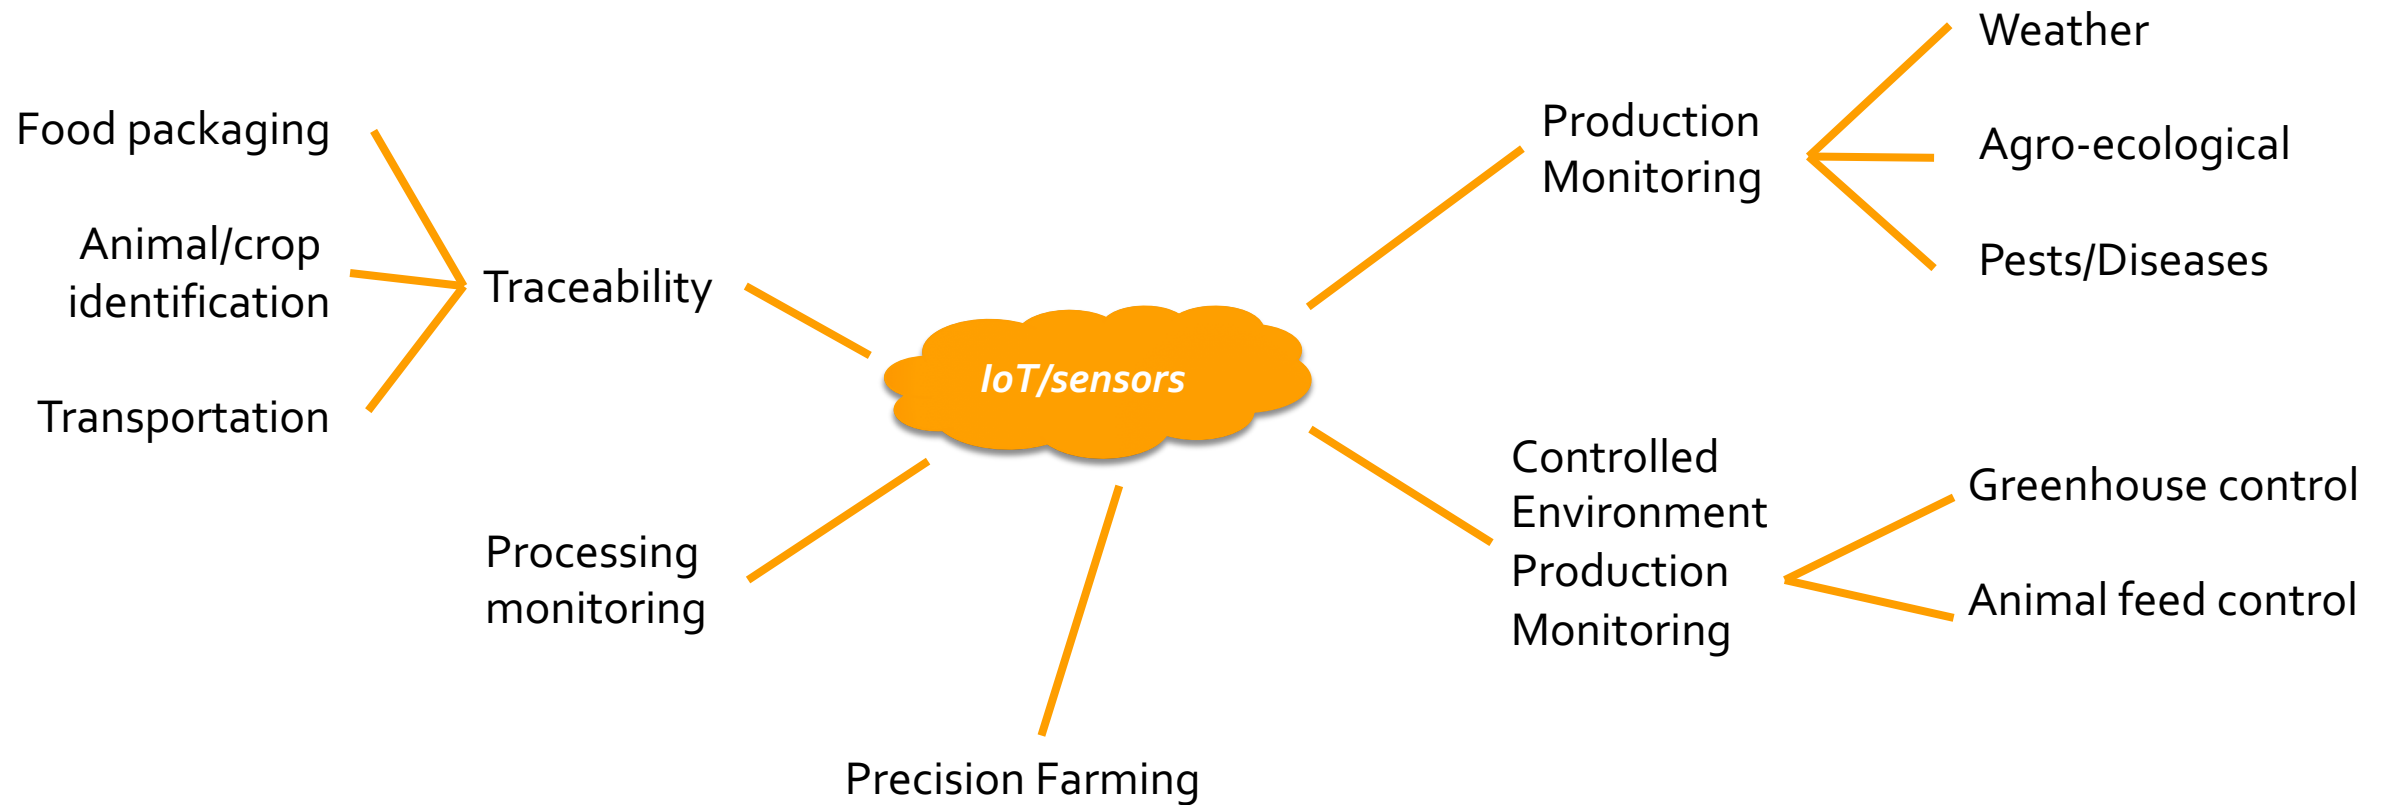 Food packaging
Animal/crop
identification
Transportation
Traceability
Processing
monitoring
IoT/sensors
Precision Farming
Production
Monitoring
Weather
Agro-ecological
Pests/Diseases
Controlled
Environment
Production
Monitoring
Greenhouse control
Animal feed control